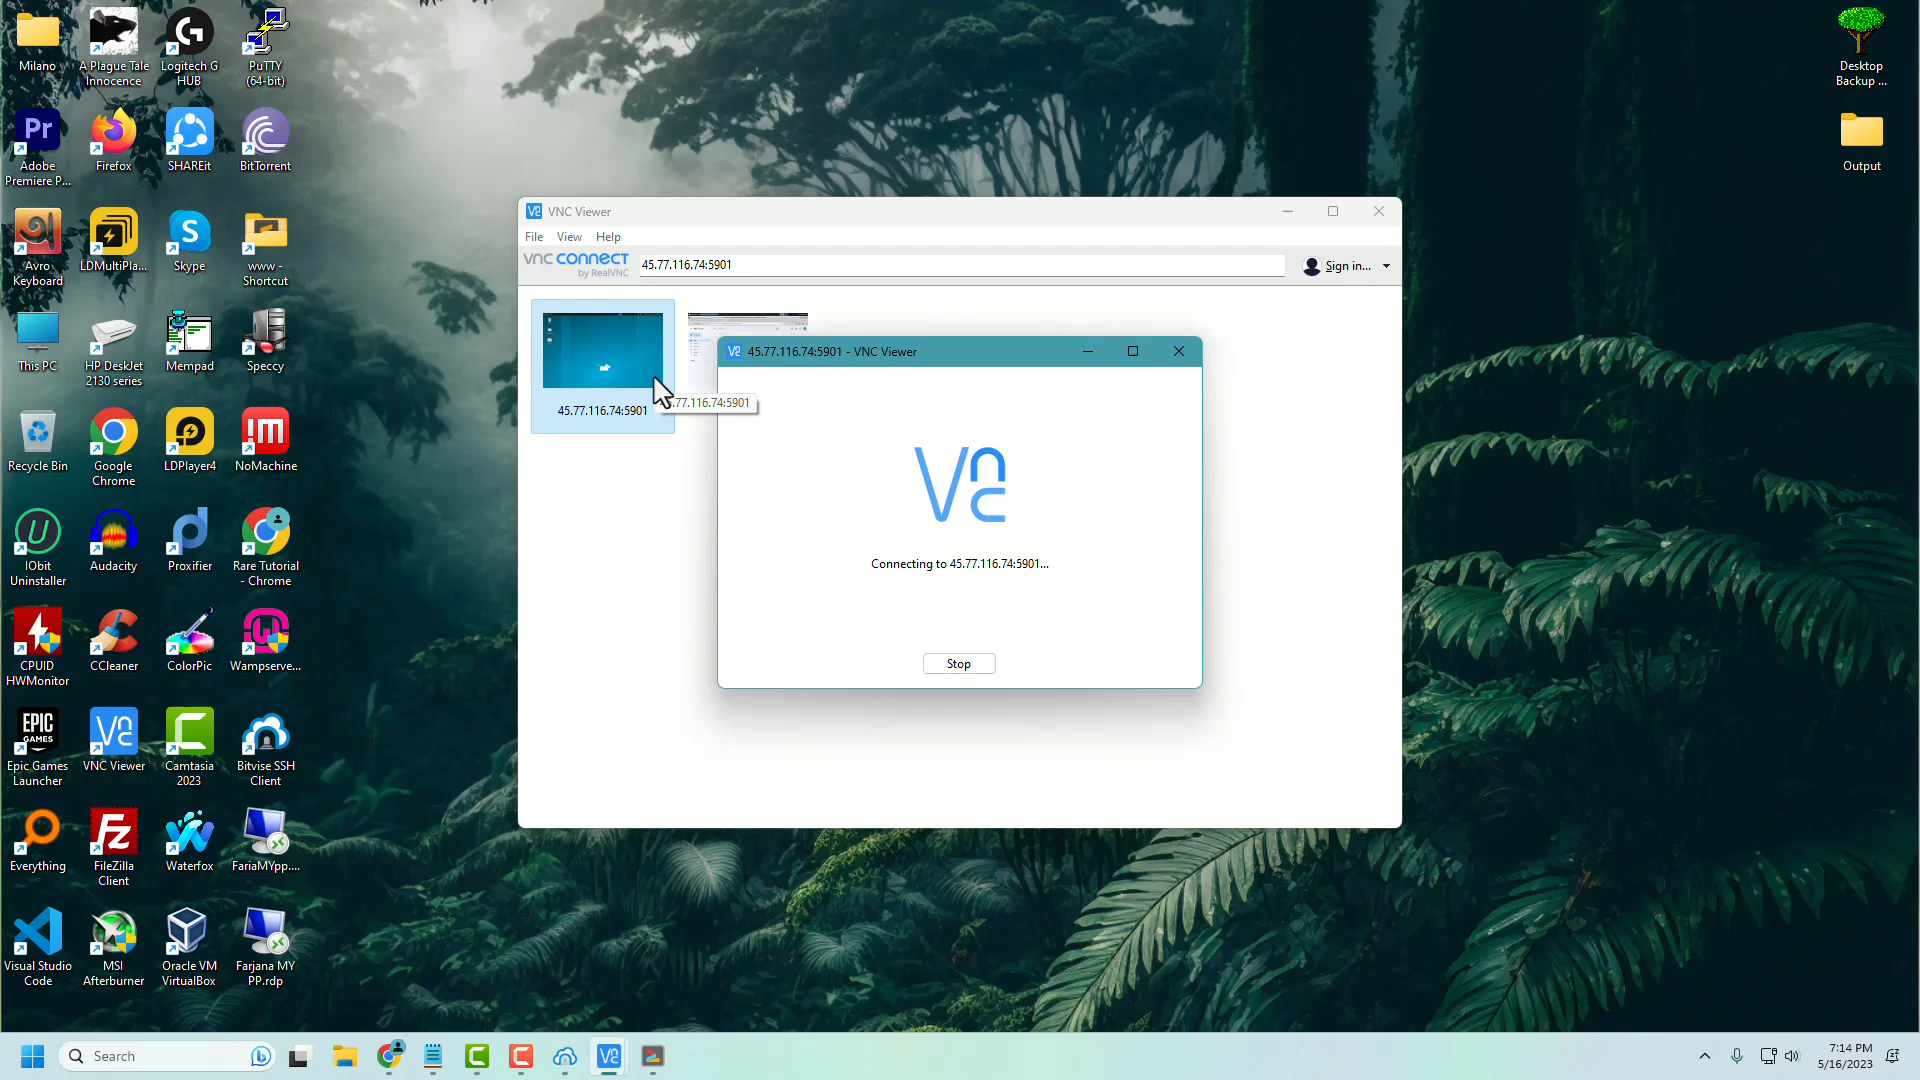 Milano
A Plague Tale
Innocence
Logitech G
HUB
PuTTY
(64-bit)
Desktop
Backup ...
Pr
Adobe
Premiere P...
Firefox
SHAREit
BitTorrent
Output
Avro
Keyboard
LDMultiPla...
S
Skype
www -
Shortcut
This PC
HP DeskJet
2130 series
Mempad
Speccy
Recycle Bin
Google
Chrome
LDPlayer4
!M
NoMachine
IObit
Uninstaller
Audacity
Proxifier
Rare Tutorial
- Chrome
CPUID
HWMonitor
CCleaner
ColorPic
Wampserve...
EPIC
GAMES
Epic Games
Launcher
VNC Viewer
Camtasia
2023
Bitvise SSH
Client
Everything
Fz
FileZilla
Client
Waterfox
FariaMYpp....
Visual Studio
Code
MSI
Afterburner
Oracle VM
VirtualBox
Farjana MY
PP.rdp
VNC Viewer
File View Help
vnc connect
by RealVNC
45.77.116.74:5901
Sign in...
45.77.116.74:5901
.77.116.74:5901
45.77.116.74:5901 - VNC Viewer
Vnc
Connecting to 45.77.116.74:5901...
Stop
Search
7:14 PM
5/16/2023